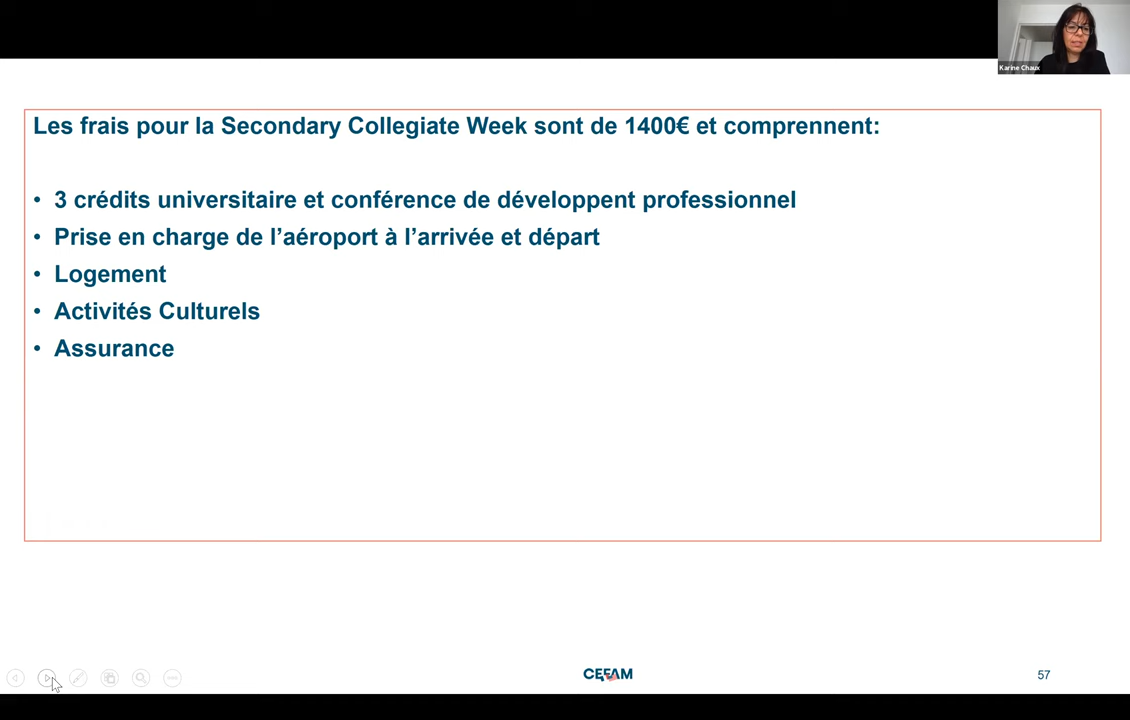 Karine Chaux
Les frais pour la Secondary Collegiate Week sont de 1400€ et comprennent:
• 3 crédits universitaire et conférence de développent professionnel
• Prise en charge de l’aéroport à l’arrivée et départ
• Logement
• Activités Culturels
• Assurance
CEFAM
57